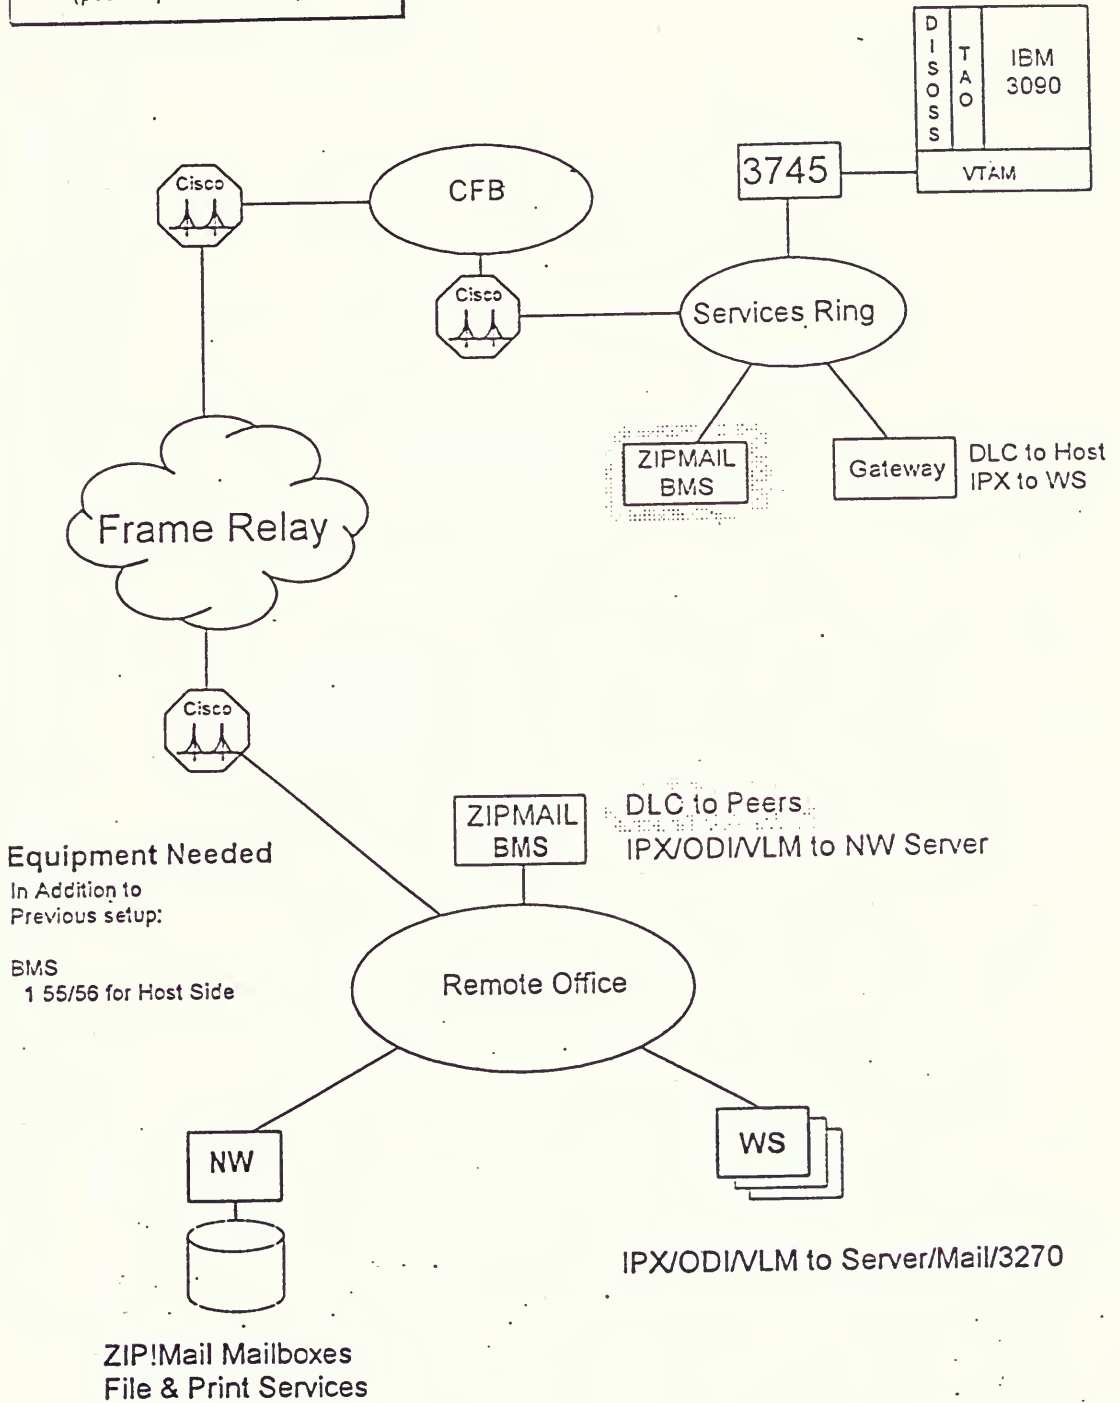 DISOSS
TAO
IBM
3090
VTAM
3745
Cisco
CFB
Cisco
Services Ring
ZIPMAIL
BMS
Gateway
DLC to Host
IPX to WS
Frame Relay
Cisco
ZIPMAIL
BMS
DLC to Peers
IPX/ODI/VLM to NW Server
Equipment Needed
In Addition to
Previous setup:
BMS
1 55/56 for Host Side
Remote Office
NW
WS
IPX/ODI/VLM to Server/Mail/3270
ZIP!Mail Mailboxes
File & Print Services